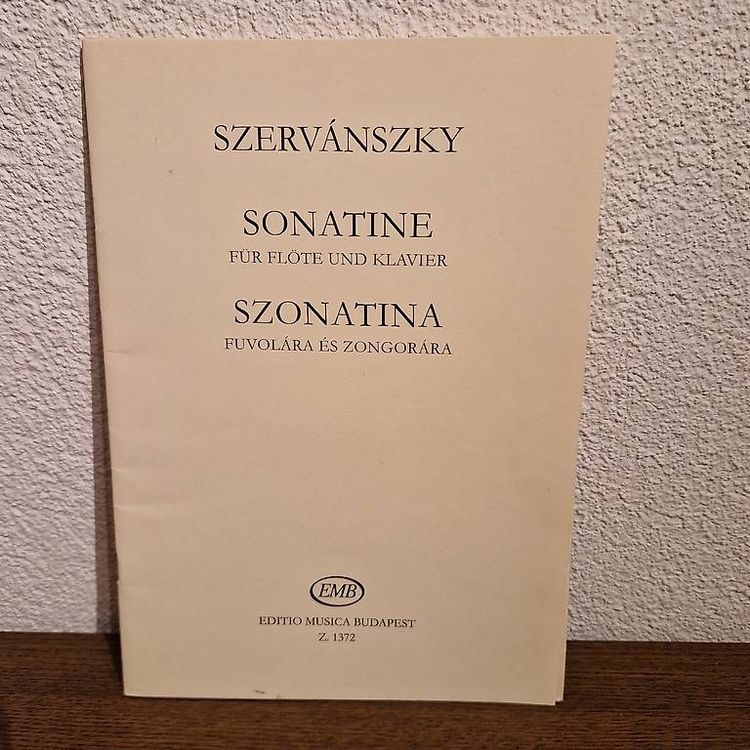 SZERVÁNSZKY
SONATINE
FÜR FLÖTE UND KLAVIER
SZONATINA
FUVOLÁRA ÉS ZONGORÁRA
EMB
EDITIO MUSICA BUDAPEST
Z. 1372